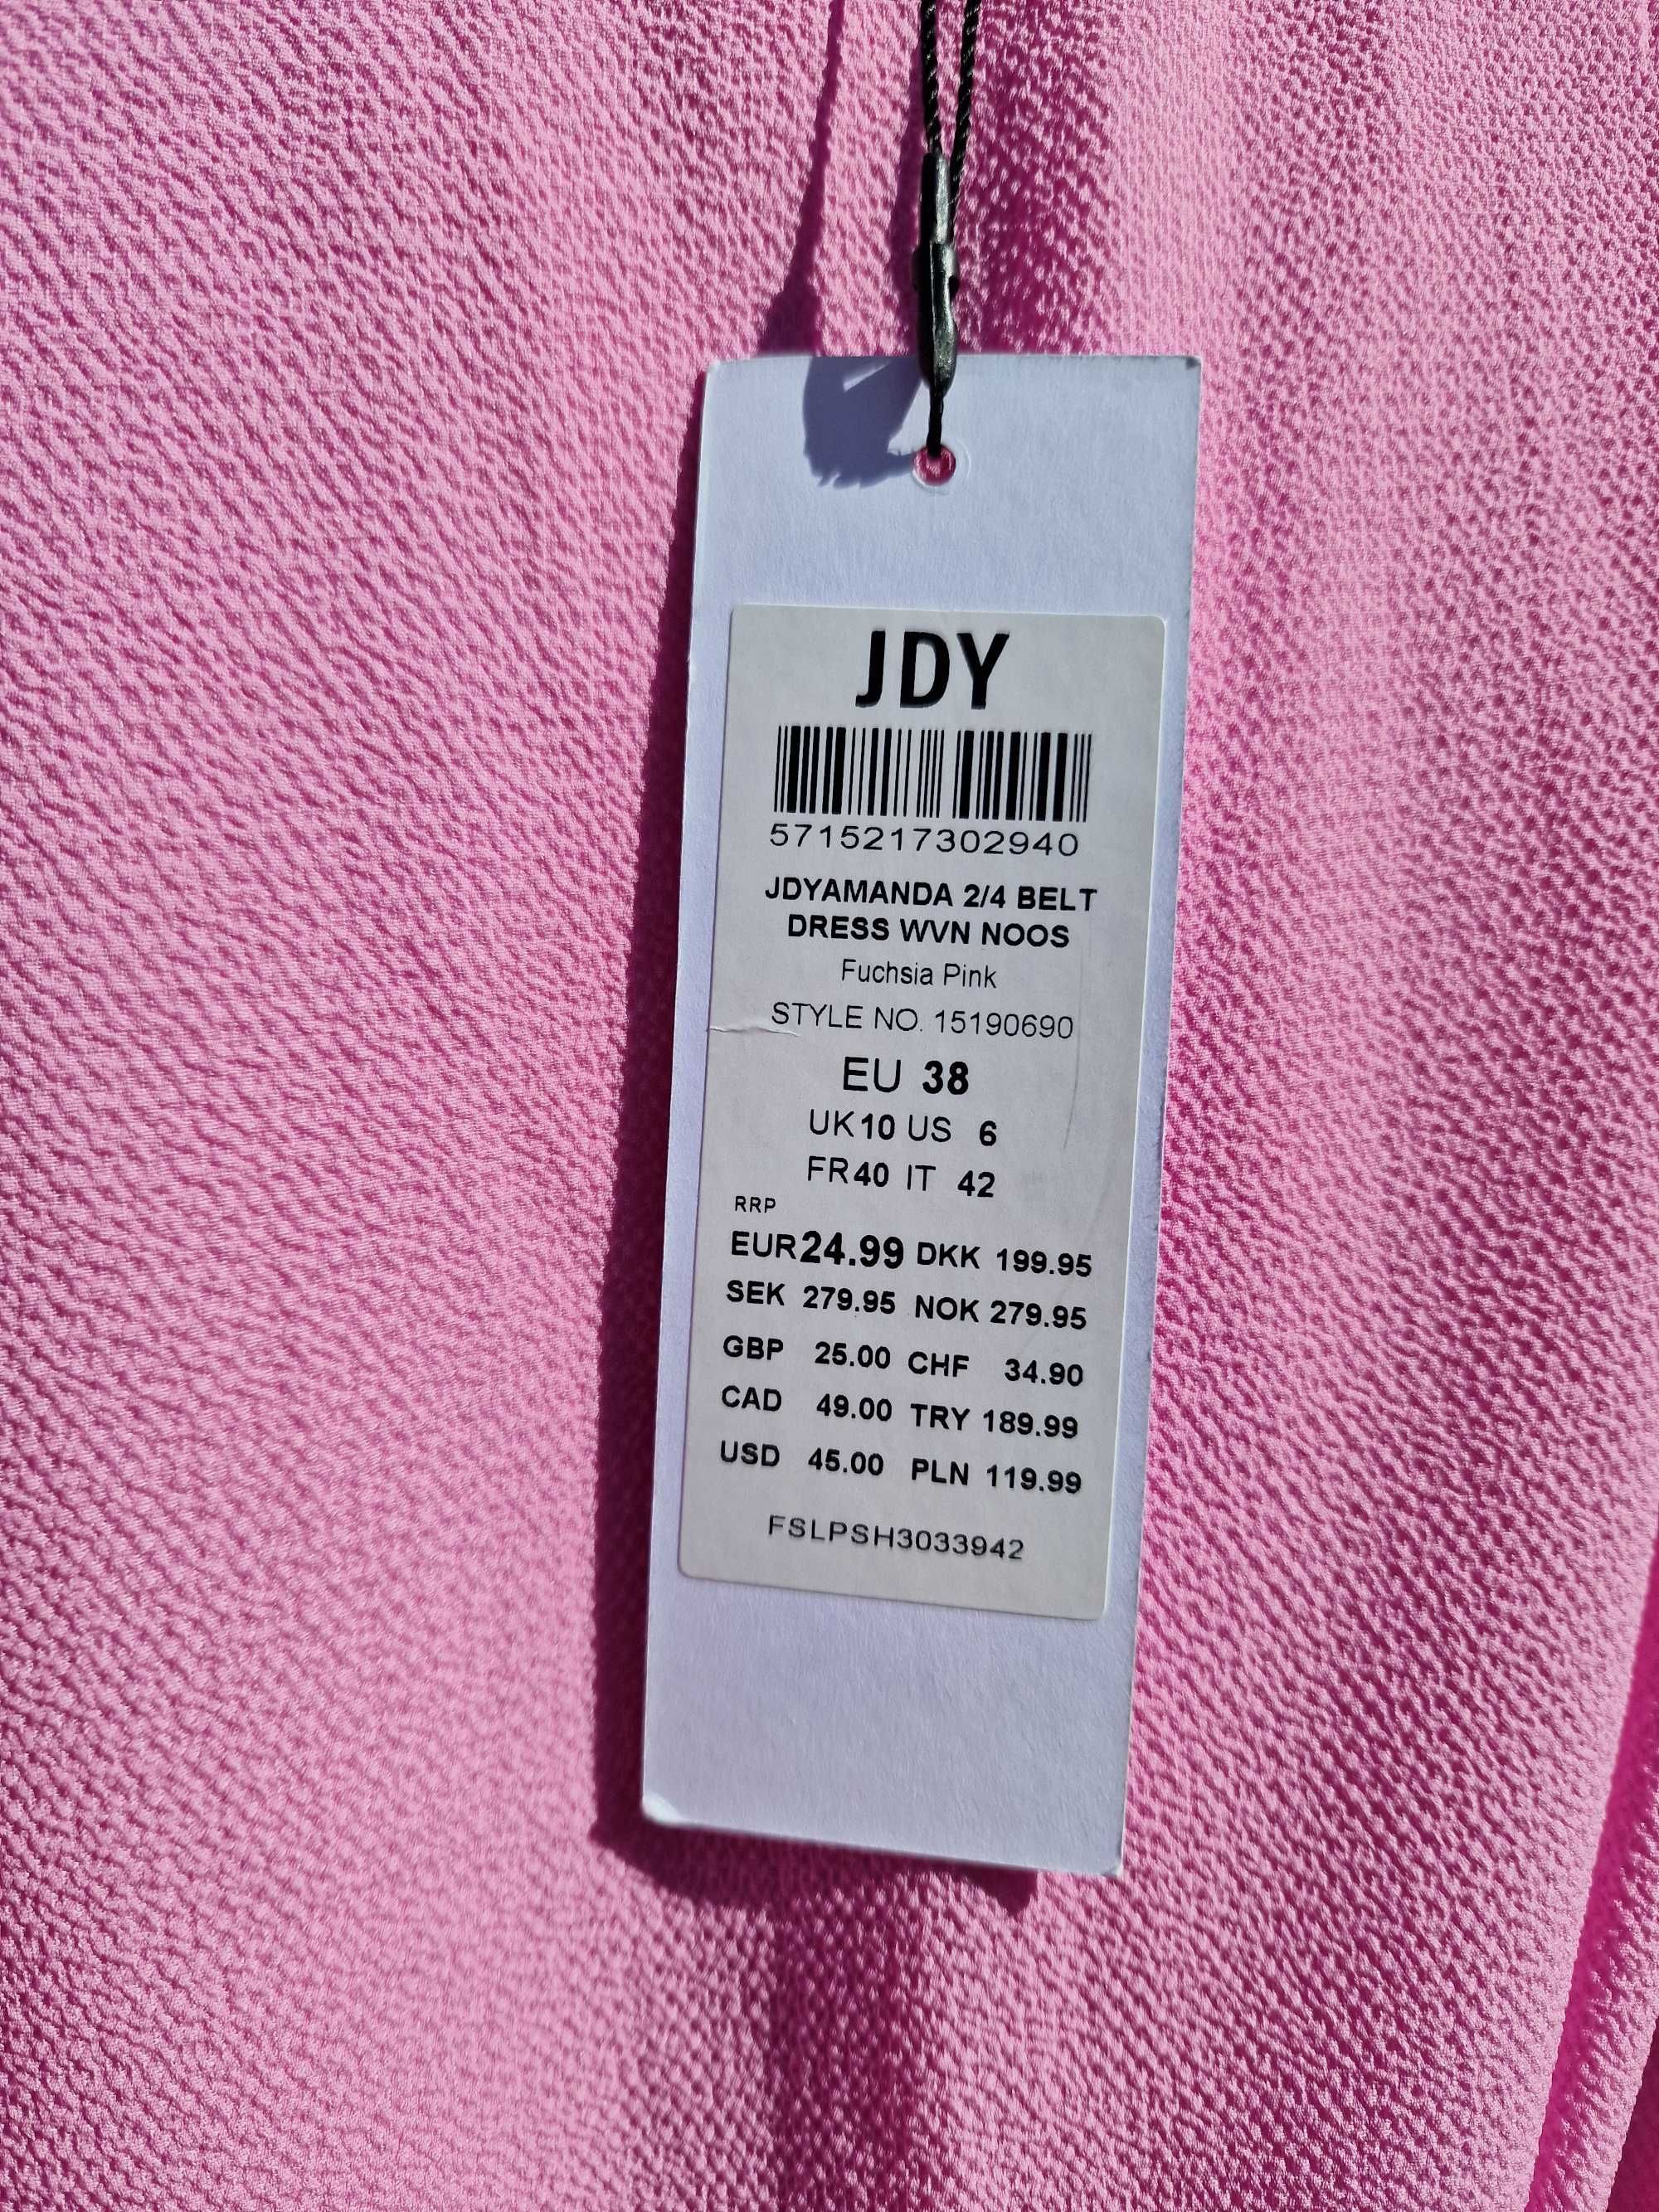 JDY
5715217302940
JDYAMANDA 2/4 BELT
DRESS WVN NOOS
Fuchsia Pink
STYLE NO. 15190690
EU 38
UK10 US 6
FR40 IT 42
RRP
EUR24.99 DKK 199.95
SEK 279.95 NOK 279.95
GBP 25.00 CHF 34.90
CAD 49.00 TRY 189.99
USD 45.00 PLN 119.99
FSLPSH3033942